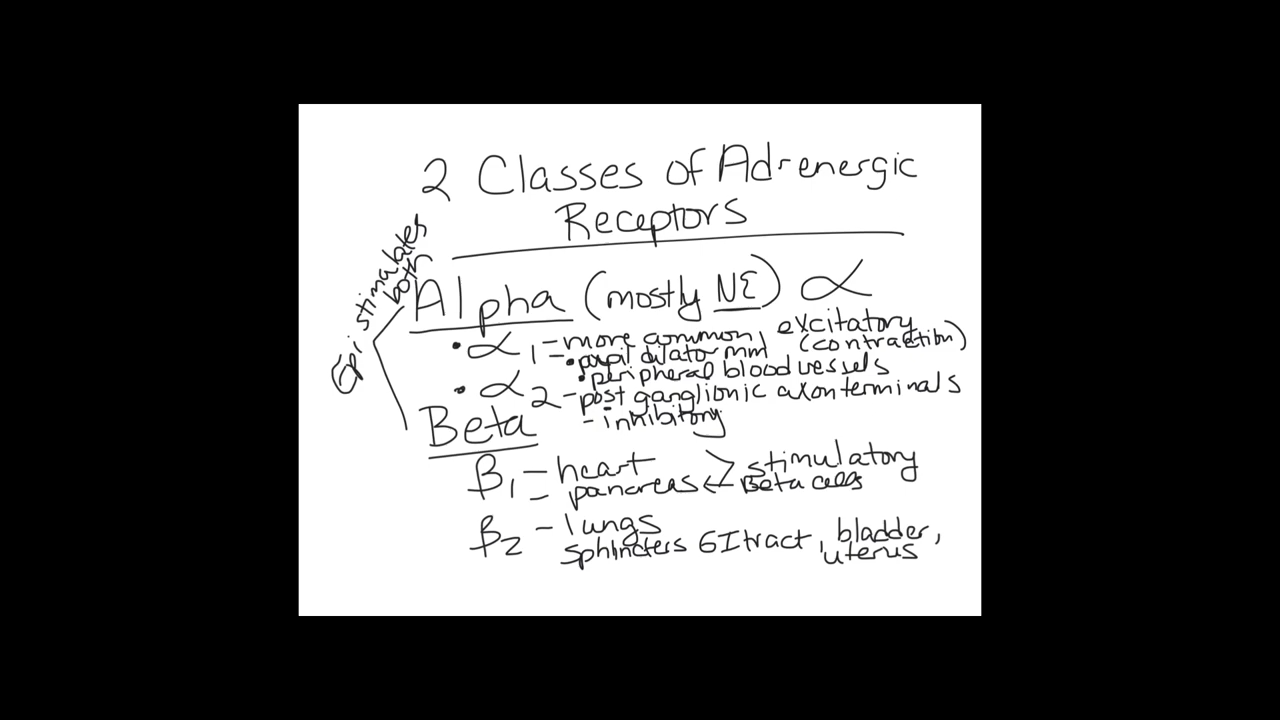 2 Classes of Adrenergic
Receptors
Epi stimulates
both
Alpha (mostly NE) α
• α1 – more common, excitatory
(contraction)
– • pupil dilator mm
• peripheral blood vessels
• α2 – post ganglionic axon terminals
– inhibitory
Beta
β1 – heart > stimulatory
– pancreas ← Beta cells
β2 – lungs
sphincters GI tract, bladder,
uterus